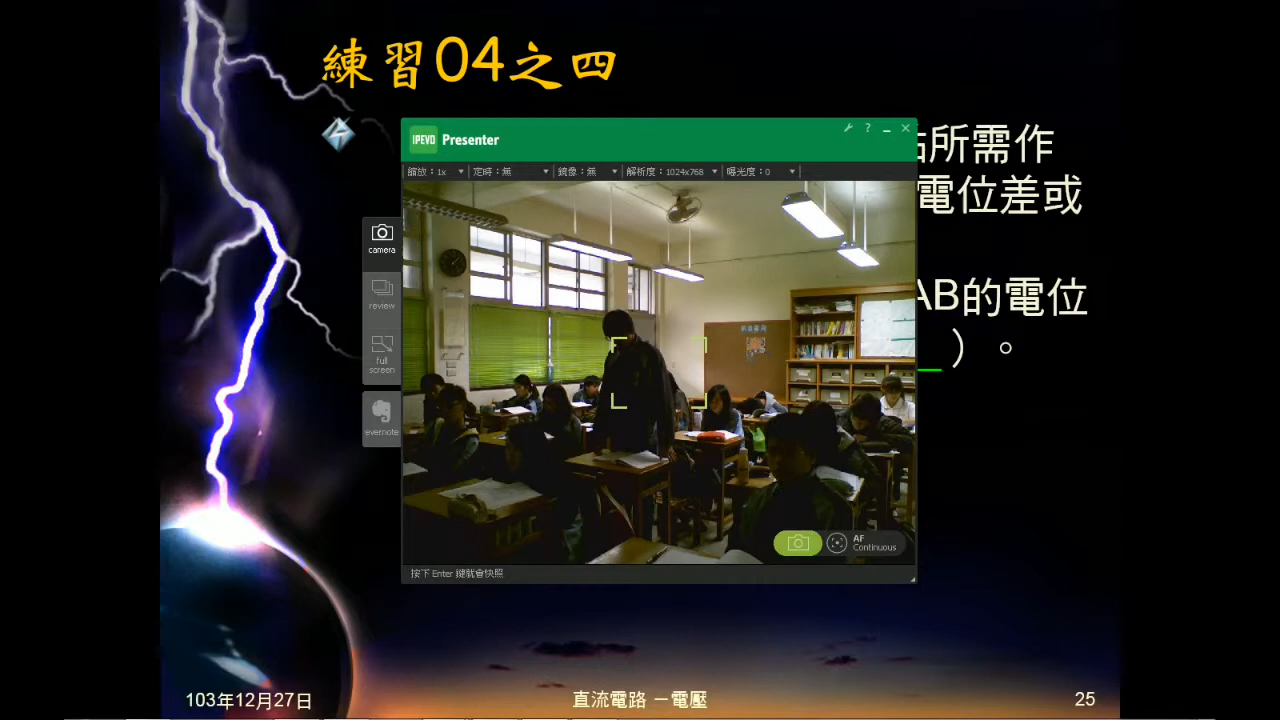 練習04之四
所需作
電位差或
AB的電位
）。
IPEVO Presenter
縮放：1x 定時：無 鏡像：無 解析度：1024x768 曝光度：0
camera
review
full
screen
evernote
AF
Continuous
按下 Enter 鍵就會快照
103年12月27日 直流電路 －電壓 25